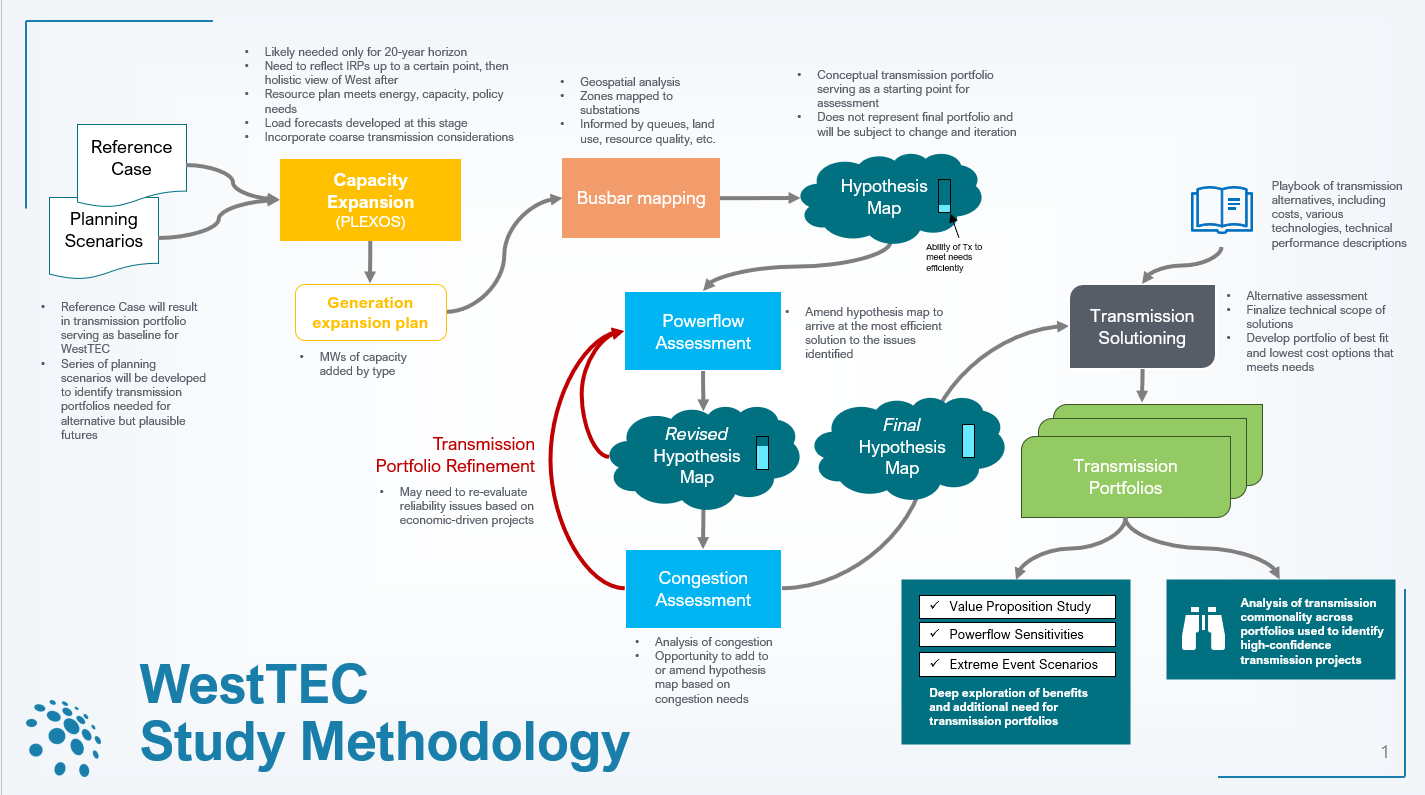 • Likely needed only for 20-year horizon
• Need to reflect IRPs up to a certain point, then
holistic view of West after
• Resource plan meets energy, capacity, policy
needs
• Load forecasts developed at this stage
• Incorporate coarse transmission considerations
• Geospatial analysis
• Zones mapped to
substations
• Informed by queues, land
use, resource quality, etc.
• Conceptual transmission portfolio
serving as a starting point for
assessment
• Does not represent final portfolio and
will be subject to change and iteration
Reference
Case
Planning
Scenarios
Capacity
Expansion
(PLEXOS)
Busbar mapping
Hypothesis
Map
Ability of Tx to
meet needs
efficiently
Playbook of transmission
alternatives, including
costs, various
technologies, technical
performance descriptions
• Reference Case will result
in transmission portfolio
serving as baseline for
WestTEC
• Series of planning
scenarios will be developed
to identify transmission
portfolios needed for
alternative but plausible
futures
Generation
expansion plan
• MWs of capacity
added by type
Powerflow
Assessment
• Amend hypothesis map to
arrive at the most efficient
solution to the issues
identified
Transmission
Solutioning
• Alternative assessment
• Finalize technical scope of
solutions
• Develop portfolio of best fit
and lowest cost options that
meets needs
Transmission
Portfolio Refinement
• May need to re-evaluate
reliability issues based on
economic-driven projects
Revised
Hypothesis
Map
Final
Hypothesis
Map
Transmission
Portfolios
Congestion
Assessment
• Analysis of congestion
• Opportunity to add to
or amend hypothesis
map based on
congestion needs
✓ Value Proposition Study
✓ Powerflow Sensitivities
✓ Extreme Event Scenarios
Deep exploration of benefits
and additional need for
transmission portfolios
Analysis of transmission
commonality across
portfolios used to identify
high-confidence
transmission projects
WestTEC
Study Methodology
1